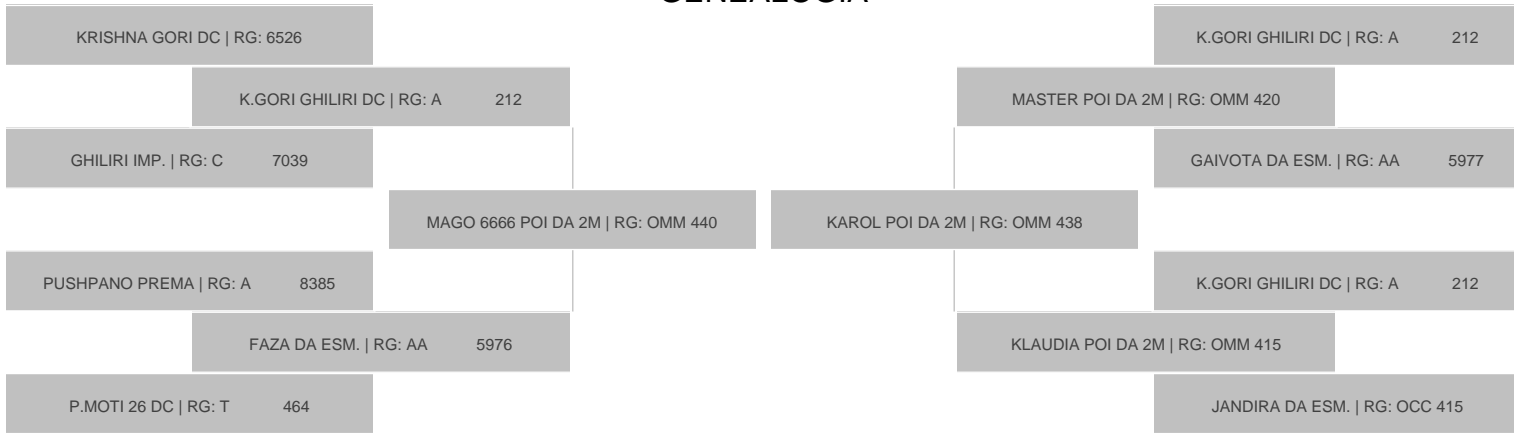 GENEALOGIA
KRISHNA GORI DC | RG: 6526
K.GORI GHILIRI DC | RG: A 212
K.GORI GHILIRI DC | RG: A 212
MASTER POI DA 2M | RG: OMM 420
GHILIRI IMP. | RG: C 7039
GAIVOTA DA ESM. | RG: AA 5977
MAGO 6666 POI DA 2M | RG: OMM 440
KAROL POI DA 2M | RG: OMM 438
PUSHPANO PREMA | RG: A 8385
K.GORI GHILIRI DC | RG: A 212
FAZA DA ESM. | RG: AA 5976
KLAUDIA POI DA 2M | RG: OMM 415
P.MOTI 26 DC | RG: T 464
JANDIRA DA ESM. | RG: OCC 415